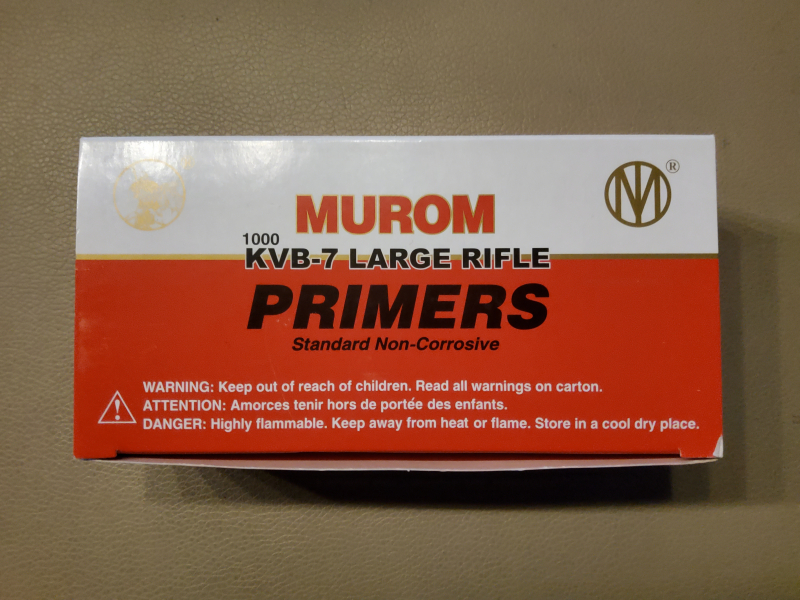 MUROM
®
1000
KVB-7 LARGE RIFLE
PRIMERS
Standard Non-Corrosive
WARNING: Keep out of reach of children. Read all warnings on carton.
ATTENTION: Amorces tenir hors de portée des enfants.
DANGER: Highly flammable. Keep away from heat or flame. Store in a cool dry place.